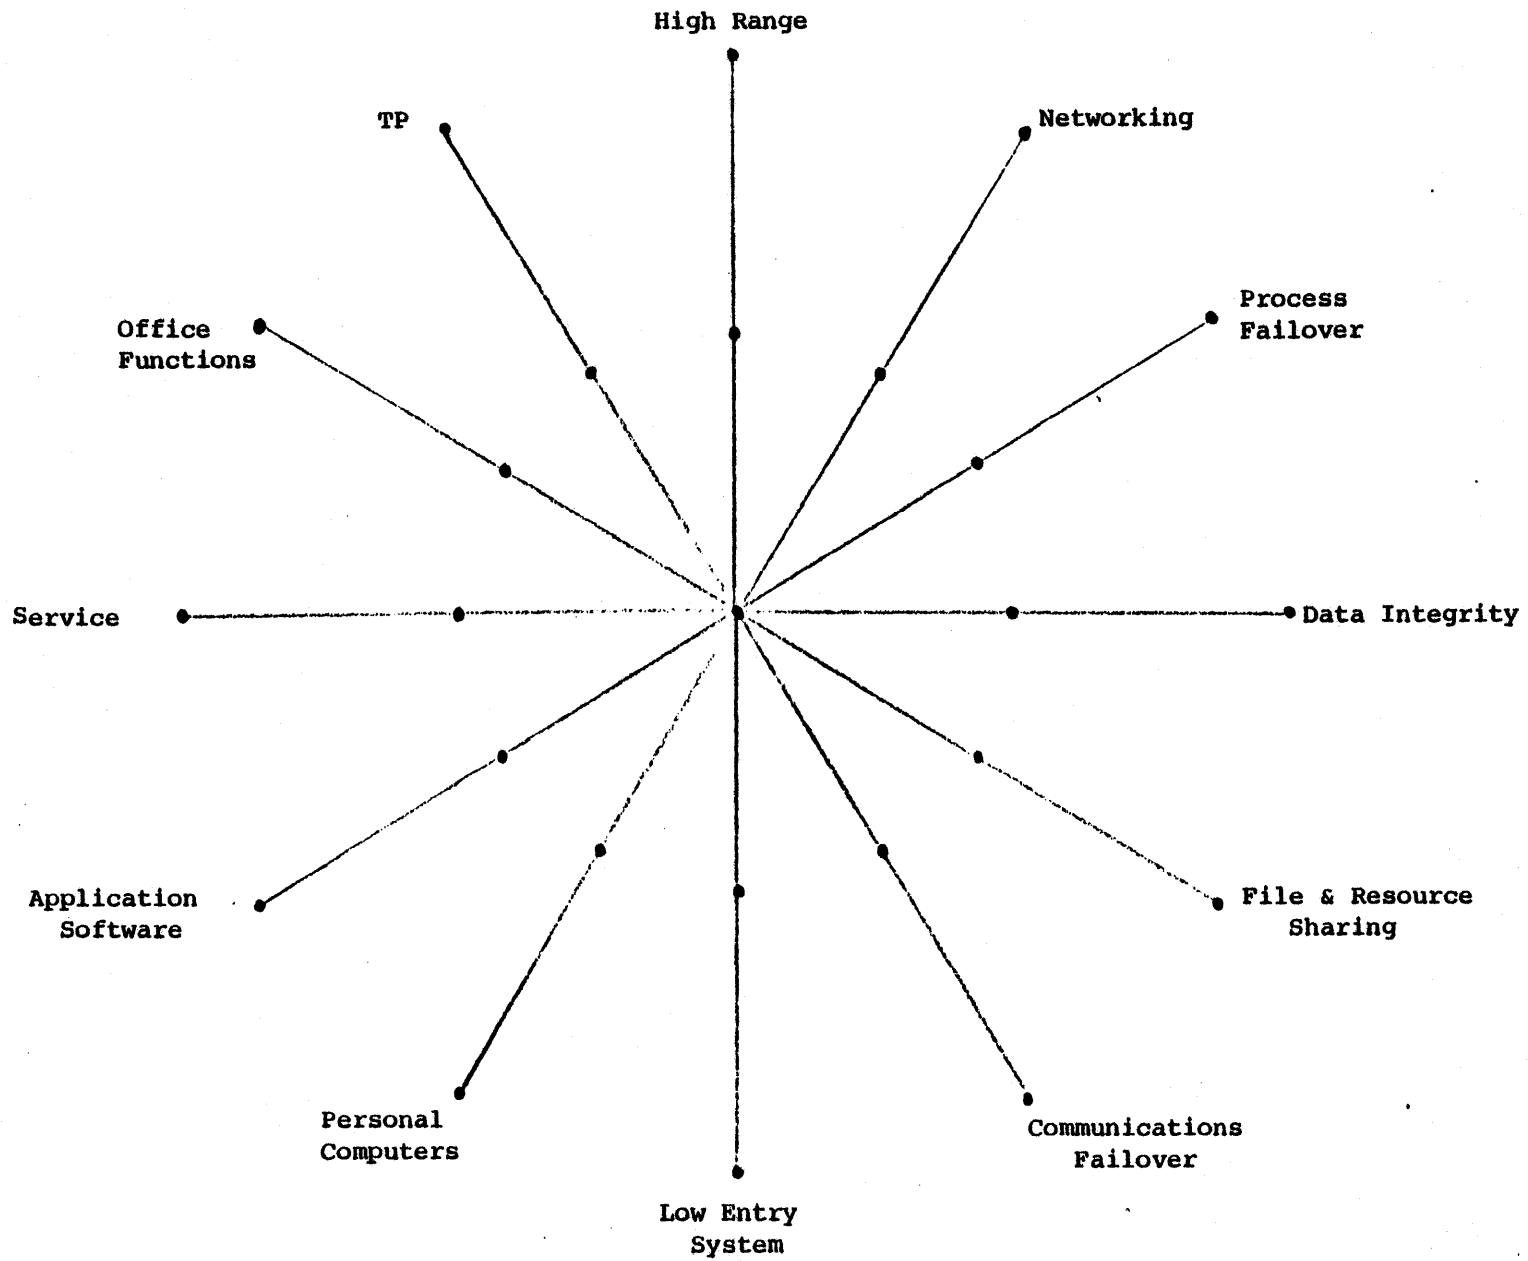 High Range
TP
Networking
Process
Failover
Office
Functions
Service
Data Integrity
Application
Software
File & Resource
Sharing
Personal
Computers
Communications
Failover
Low Entry
System